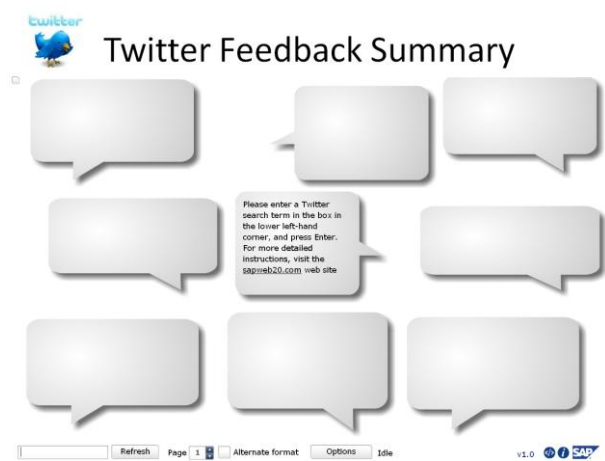 twitter
Twitter Feedback Summary
Please enter a Twitter
search term in the box in
the lower left-hand
corner, and press Enter.
For more detailed
instructions, visit the
sapweb20.com web site
Refresh Page 1 Alternate format Options Idle v1.0 SAP